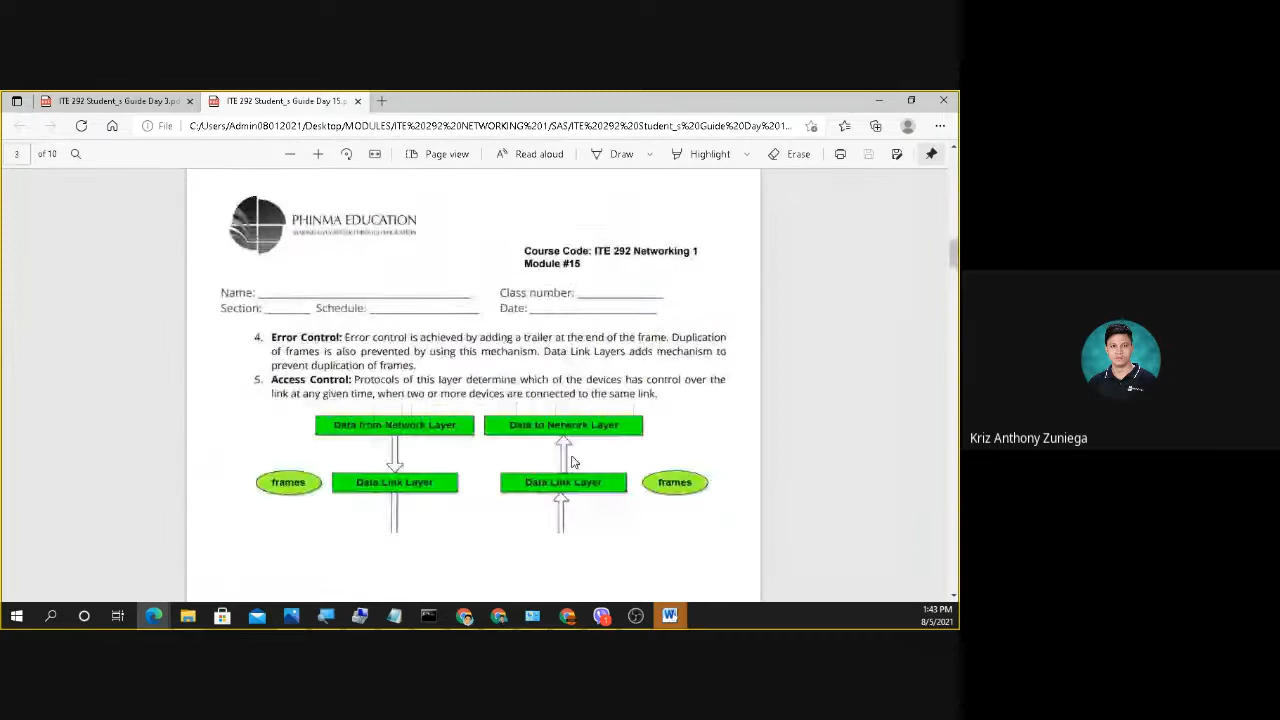 ITE 292 Student_s Guide Day 3.pd
ITE 292 Student_s Guide Day 15.p
File
C:/Users/Admin08012021/Desktop/MODULES/ITE%20292%20NETWORKING%201/SAS/ITE%20292%20Student_s%20Guide%20Day%201...
3 of 10
Page view
Read aloud
Draw
Highlight
Erase
PHINMA EDUCATION
Course Code: ITE 292 Networking 1
Module #15
Name: Class number:
Section: Schedule: Date:
4. Error Control: Error control is achieved by adding a trailer at the end of the frame. Duplication
of frames is also prevented by using this mechanism. Data Link Layers adds mechanism to
prevent duplication of frames.
5. Access Control: Protocols of this layer determine which of the devices has control over the
link at any given time, when two or more devices are connected to the same link.
Data from Network Layer
Data to Network Layer
frames
Data Link Layer
Data Link Layer
frames
Kriz Anthony Zuniega
1:43 PM
8/5/2021